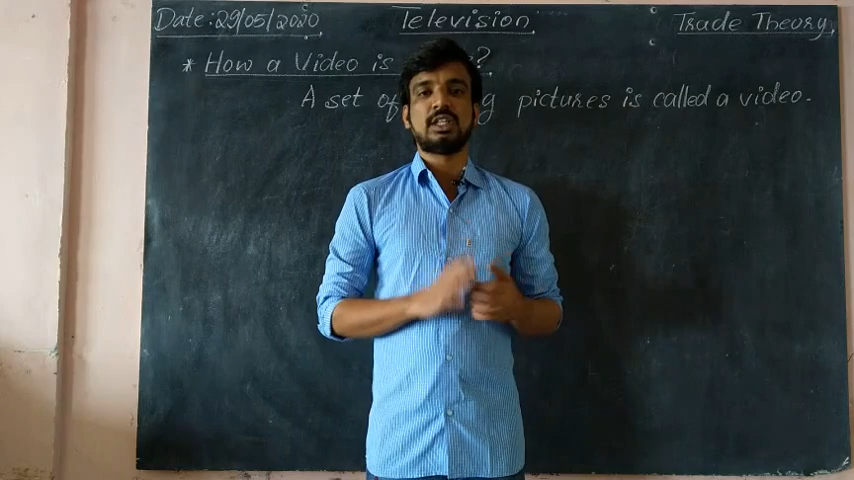 Date: 29/05/2020 Television Trade Theory
* How a Video is ?
A set of g pictures is called a video.